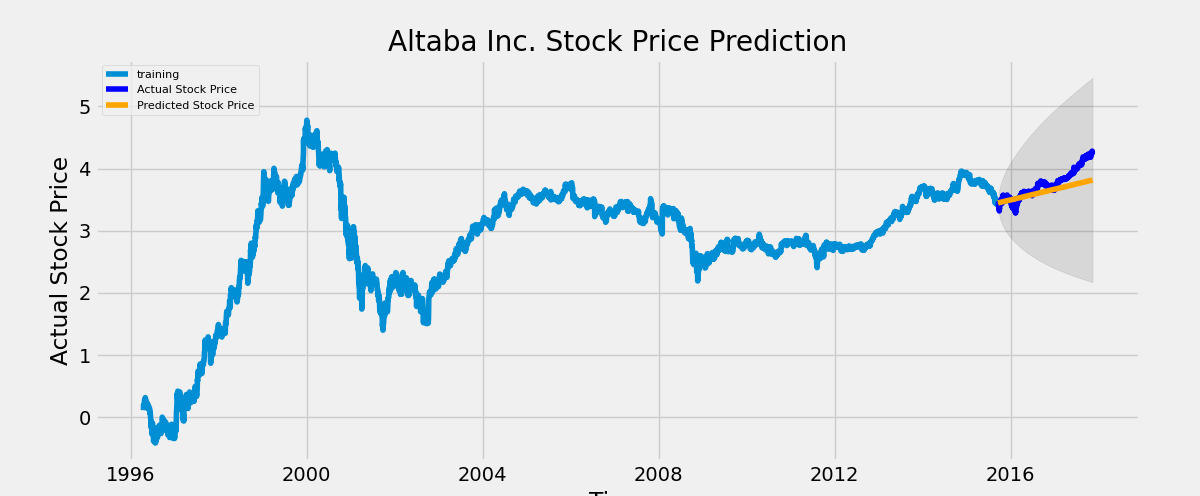 Altaba Inc. Stock Price Prediction
training
Actual Stock Price
Predicted Stock Price
Actual Stock Price
5
4
3
2
1
0
1996 2000 2004 2008 2012 2016